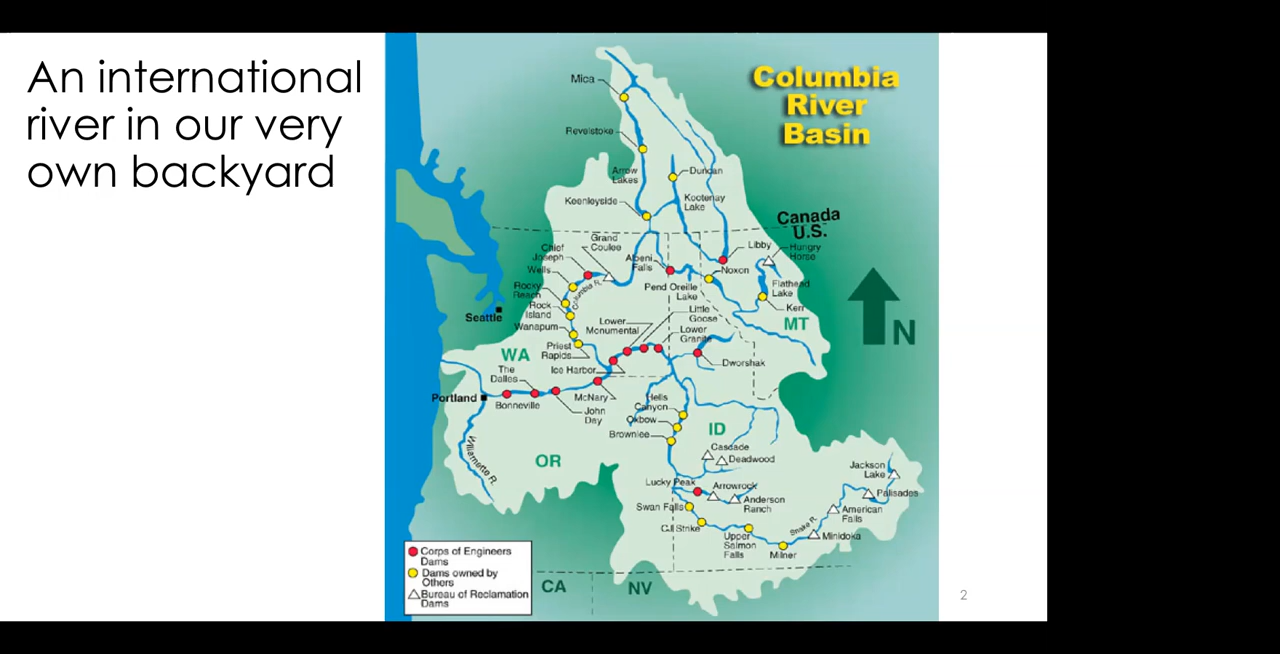 An international
river in our very
own backyard
Columbia
River
Basin
Mica
Revelstoke
Arrow
Lakes
Duncan
Keenleyside
Kootenay
Lake
Canada
U.S.
Grand
Coulee
Chief
Joseph
Wells
Rocky
Reach
Rock
Island
Wanapum
Priest
Rapids
Columbia R.
Albeni
Falls
Pend Oreille
Lake
Libby
Hungry
Horse
Noxon
Flathead
Lake
Kerr
MT
N
Seattle
WA
Little
Goose
Lower
Monumental
Lower
Granite
Ice Harbor
Dworshak
The
Dalles
Portland
Bonneville
McNary
John
Day
Hells
Canyon
Oxbow
Brownlee
ID
Willamette R.
OR
Cascade
Deadwood
Lucky Peak
Arrowrock
Anderson
Ranch
Jackson
Lake
Palisades
American
Falls
Snake R.
Minidoka
Swan Falls
CJ Strike
Upper
Salmon
Falls
Milner
Corps of Engineers
Dams
Dams owned by
Others
Bureau of Reclamation
Dams
CA
NV
2